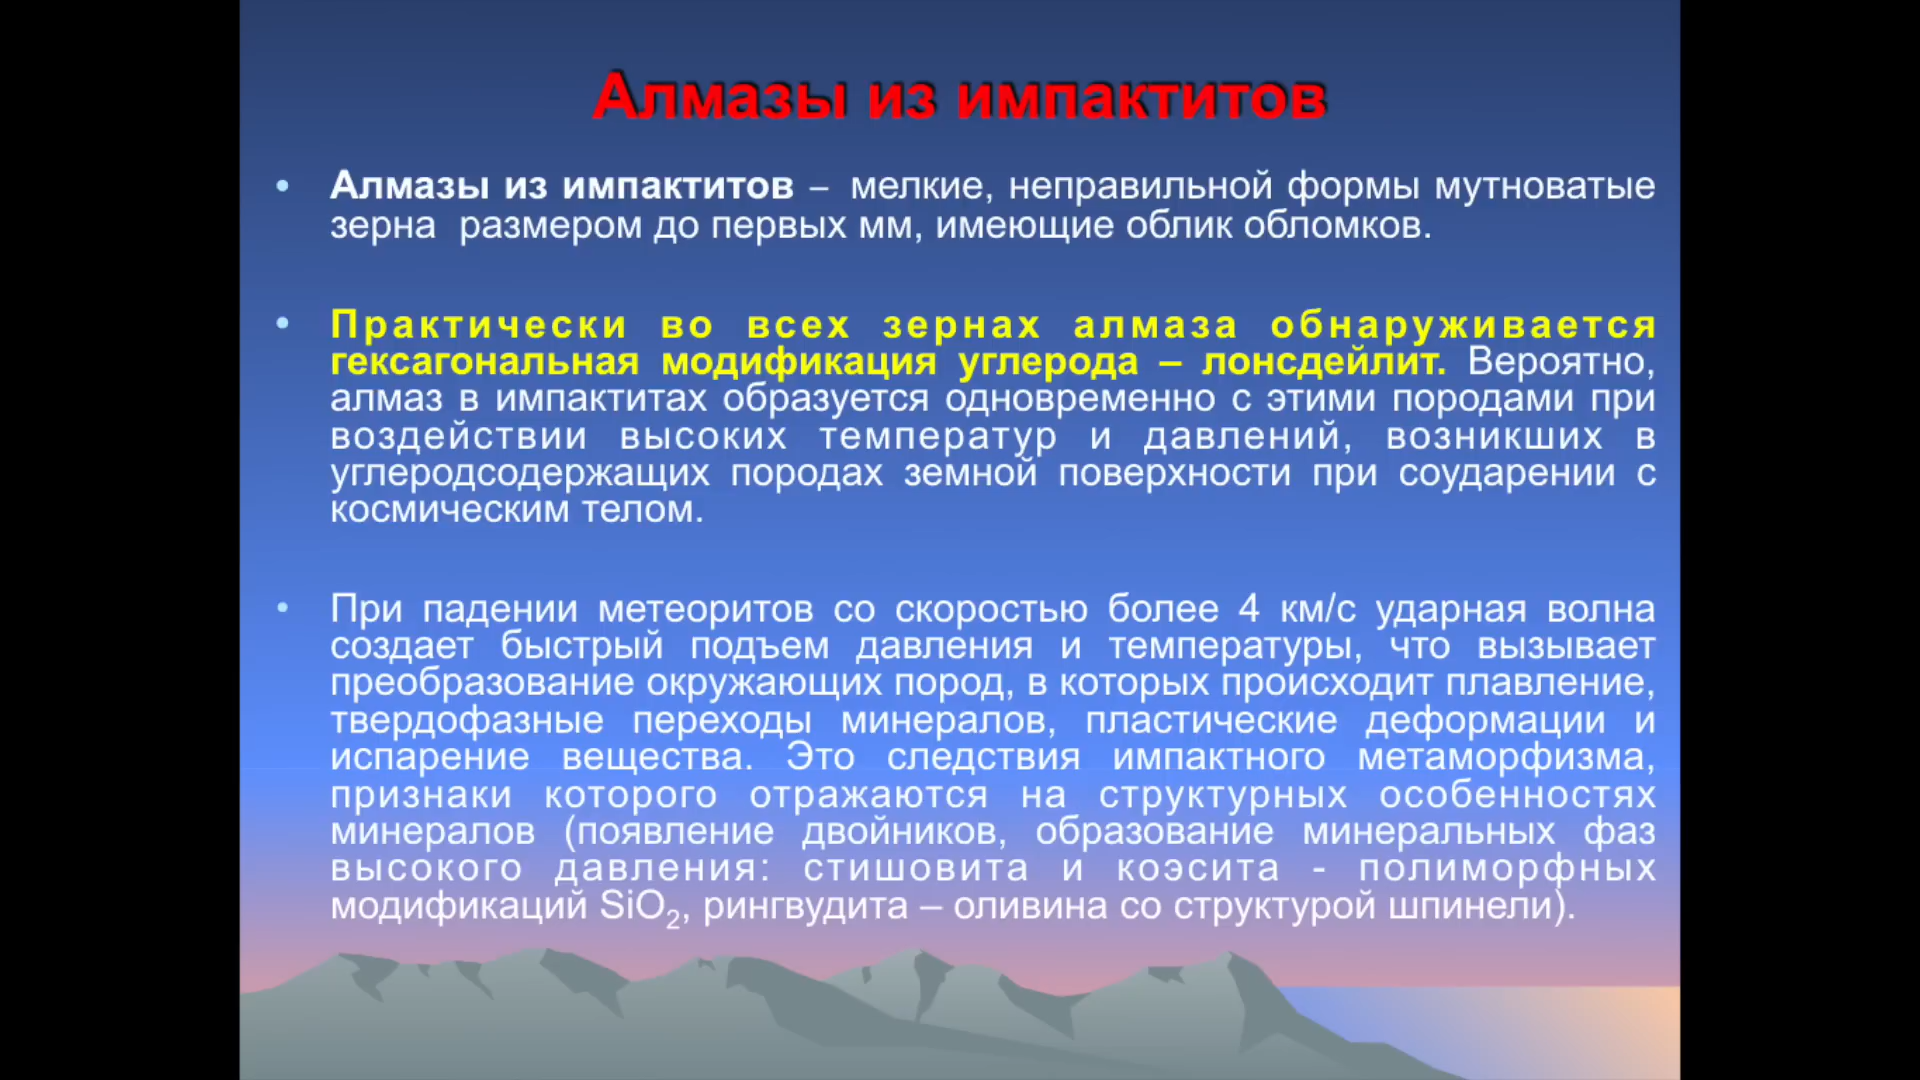 Алмазы из импактитов
• Алмазы из импактитов – мелкие, неправильной формы мутноватые
зерна размером до первых мм, имеющие облик обломков.
• Практически во всех зернах алмаза обнаруживается
гексагональная модификация углерода – лонсдейлит. Вероятно,
алмаз в импактитах образуется одновременно с этими породами при
воздействии высоких температур и давлений, возникших в
углеродсодержащих породах земной поверхности при соударении с
космическим телом.
• При падении метеоритов со скоростью более 4 км/с ударная волна
создает быстрый подъем давления и температуры, что вызывает
преобразование окружающих пород, в которых происходит плавление,
твердофазные переходы минералов, пластические деформации и
испарение вещества. Это следствия импактного метаморфизма,
признаки которого отражаются на структурных особенностях
минералов (появление двойников, образование минеральных фаз
высокого давления: стишовита и коэсита - полиморфных
модификаций SiO₂, рингвудита – оливина со структурой шпинели).